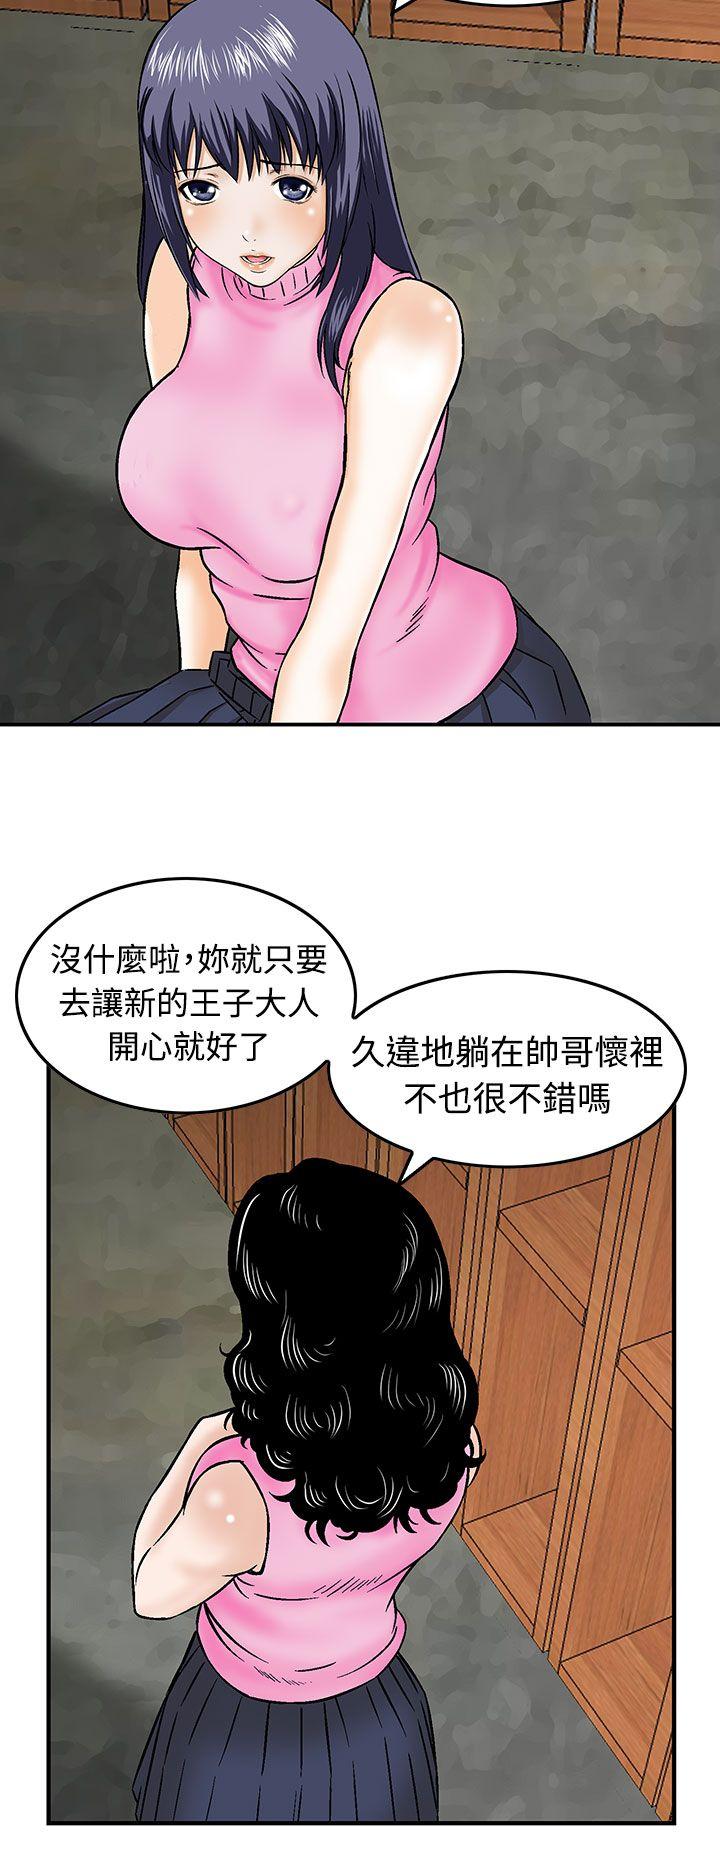 沒什麼啦，妳就只要
去讓新的王子大人
開心就好了
久違地躺在帥哥懷裡
不也很不錯嗎